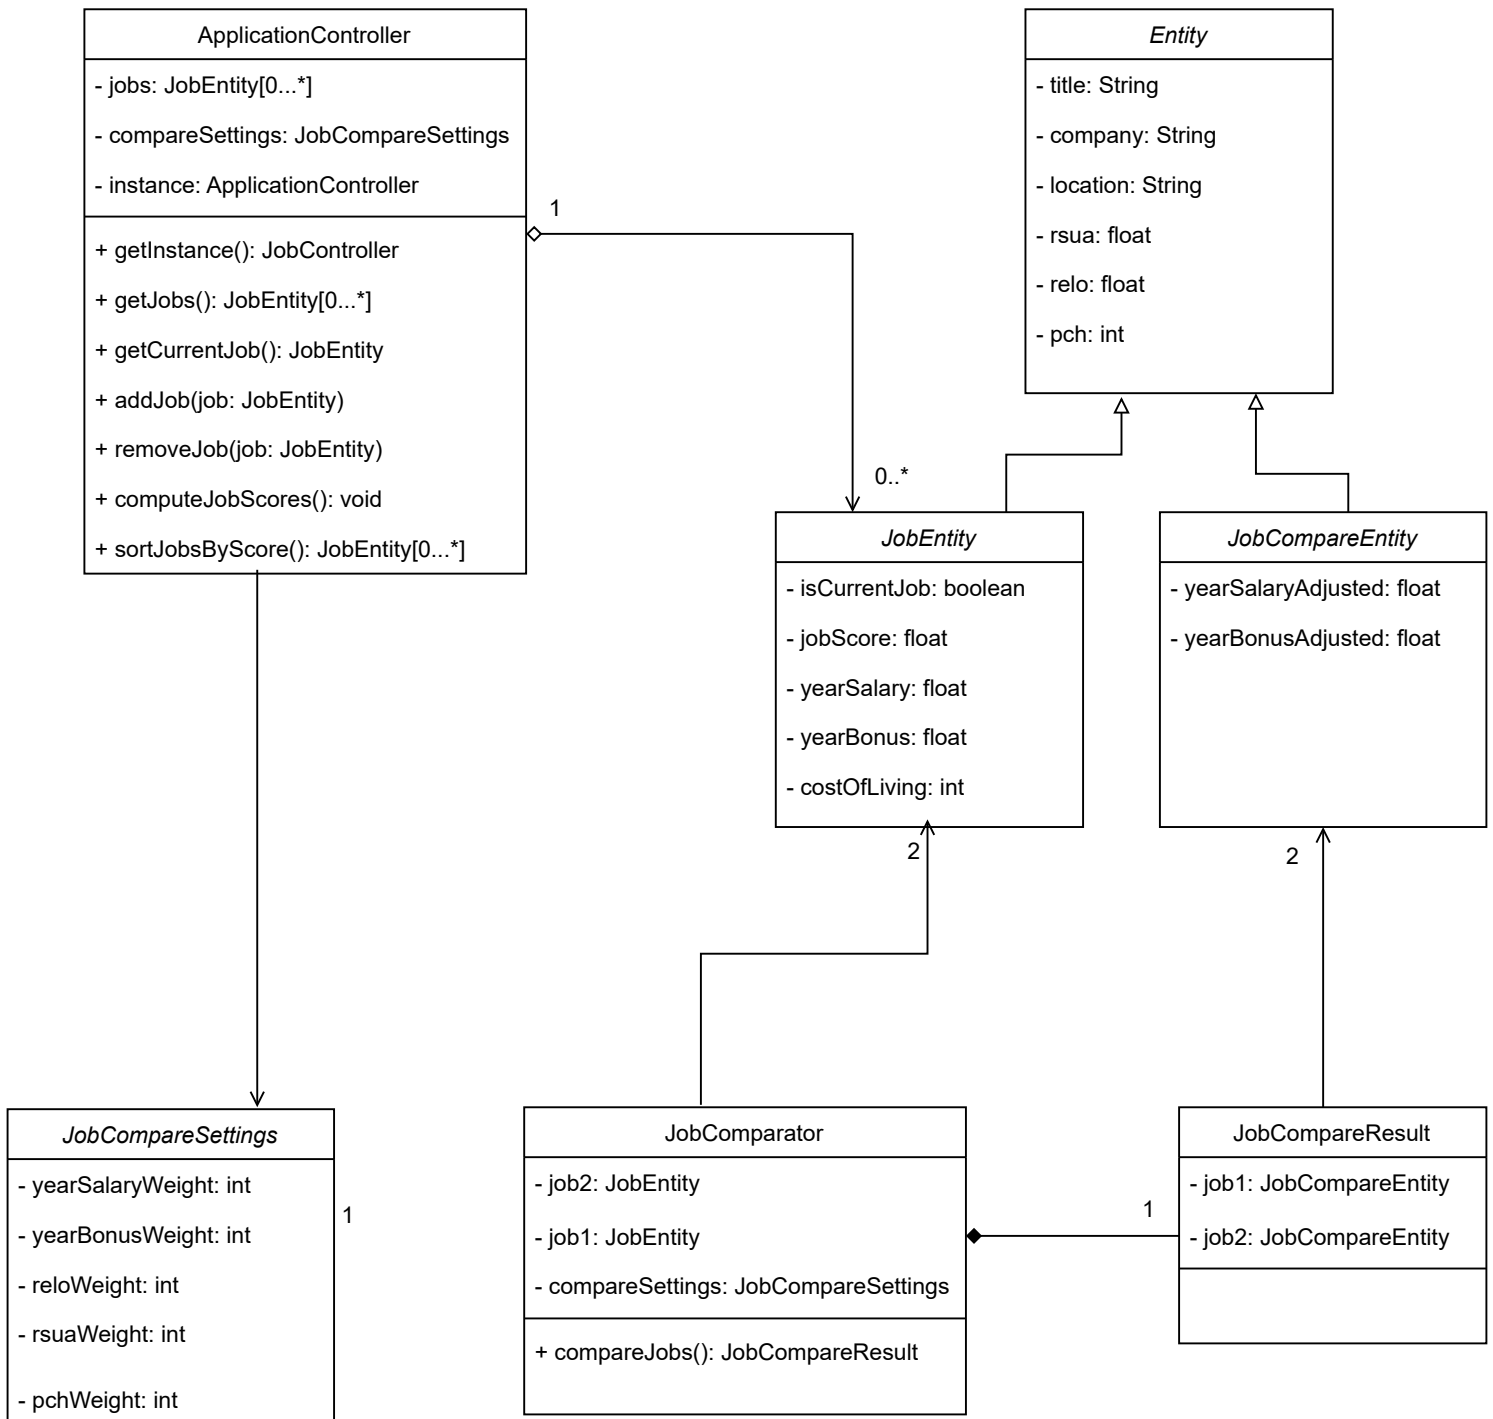 ApplicationController
- jobs: JobEntity[0...*]
- compareSettings: JobCompareSettings
- instance: ApplicationController
+ getInstance(): JobController
+ getJobs(): JobEntity[0...*]
+ getCurrentJob(): JobEntity
+ addJob(job: JobEntity)
+ removeJob(job: JobEntity)
+ computeJobScores(): void
+ sortJobsByScore(): JobEntity[0...*]
1
0..*
Entity
- title: String
- company: String
- location: String
- rsua: float
- relo: float
- pch: int
JobEntity
- isCurrentJob: boolean
- jobScore: float
- yearSalary: float
- yearBonus: float
- costOfLiving: int
2
JobCompareEntity
- yearSalaryAdjusted: float
- yearBonusAdjusted: float
2
JobCompareSettings
- yearSalaryWeight: int
- yearBonusWeight: int
- reloWeight: int
- rsuaWeight: int
- pchWeight: int
1
JobComparator
- job2: JobEntity
- job1: JobEntity
- compareSettings: JobCompareSettings
+ compareJobs(): JobCompareResult
1
JobCompareResult
- job1: JobCompareEntity
- job2: JobCompareEntity